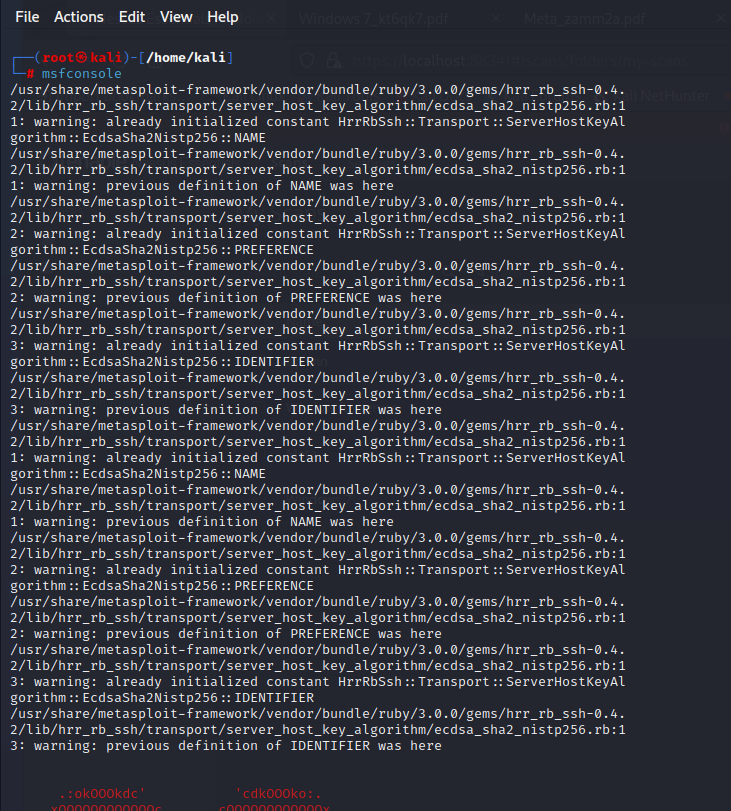 File Actions Edit View Help
Windows 7_kt6qk7.pdf
Meta_zamm2a.pdf
┌──(root㉿kali)-[/home/kali]
└─# msfconsole
/usr/share/metasploit-framework/vendor/bundle/ruby/3.0.0/gems/hrr_rb_ssh-0.4.
2/lib/hrr_rb_ssh/transport/server_host_key_algorithm/ecdsa_sha2_nistp256.rb:1
1: warning: already initialized constant HrrRbSsh::Transport::ServerHostKeyAl
gorithm::EcdsaSha2Nistp256::NAME
/usr/share/metasploit-framework/vendor/bundle/ruby/3.0.0/gems/hrr_rb_ssh-0.4.
2/lib/hrr_rb_ssh/transport/server_host_key_algorithm/ecdsa_sha2_nistp256.rb:1
1: warning: previous definition of NAME was here
/usr/share/metasploit-framework/vendor/bundle/ruby/3.0.0/gems/hrr_rb_ssh-0.4.
2/lib/hrr_rb_ssh/transport/server_host_key_algorithm/ecdsa_sha2_nistp256.rb:1
2: warning: already initialized constant HrrRbSsh::Transport::ServerHostKeyAl
gorithm::EcdsaSha2Nistp256::PREFERENCE
/usr/share/metasploit-framework/vendor/bundle/ruby/3.0.0/gems/hrr_rb_ssh-0.4.
2/lib/hrr_rb_ssh/transport/server_host_key_algorithm/ecdsa_sha2_nistp256.rb:1
2: warning: previous definition of PREFERENCE was here
/usr/share/metasploit-framework/vendor/bundle/ruby/3.0.0/gems/hrr_rb_ssh-0.4.
2/lib/hrr_rb_ssh/transport/server_host_key_algorithm/ecdsa_sha2_nistp256.rb:1
3: warning: already initialized constant HrrRbSsh::Transport::ServerHostKeyAl
gorithm::EcdsaSha2Nistp256::IDENTIFIER
/usr/share/metasploit-framework/vendor/bundle/ruby/3.0.0/gems/hrr_rb_ssh-0.4.
2/lib/hrr_rb_ssh/transport/server_host_key_algorithm/ecdsa_sha2_nistp256.rb:1
3: warning: previous definition of IDENTIFIER was here
/usr/share/metasploit-framework/vendor/bundle/ruby/3.0.0/gems/hrr_rb_ssh-0.4.
2/lib/hrr_rb_ssh/transport/server_host_key_algorithm/ecdsa_sha2_nistp256.rb:1
1: warning: already initialized constant HrrRbSsh::Transport::ServerHostKeyAl
gorithm::EcdsaSha2Nistp256::NAME
/usr/share/metasploit-framework/vendor/bundle/ruby/3.0.0/gems/hrr_rb_ssh-0.4.
2/lib/hrr_rb_ssh/transport/server_host_key_algorithm/ecdsa_sha2_nistp256.rb:1
1: warning: previous definition of NAME was here
/usr/share/metasploit-framework/vendor/bundle/ruby/3.0.0/gems/hrr_rb_ssh-0.4.
2/lib/hrr_rb_ssh/transport/server_host_key_algorithm/ecdsa_sha2_nistp256.rb:1
2: warning: already initialized constant HrrRbSsh::Transport::ServerHostKeyAl
gorithm::EcdsaSha2Nistp256::PREFERENCE
/usr/share/metasploit-framework/vendor/bundle/ruby/3.0.0/gems/hrr_rb_ssh-0.4.
2/lib/hrr_rb_ssh/transport/server_host_key_algorithm/ecdsa_sha2_nistp256.rb:1
2: warning: previous definition of PREFERENCE was here
/usr/share/metasploit-framework/vendor/bundle/ruby/3.0.0/gems/hrr_rb_ssh-0.4.
2/lib/hrr_rb_ssh/transport/server_host_key_algorithm/ecdsa_sha2_nistp256.rb:1
3: warning: already initialized constant HrrRbSsh::Transport::ServerHostKeyAl
gorithm::EcdsaSha2Nistp256::IDENTIFIER
/usr/share/metasploit-framework/vendor/bundle/ruby/3.0.0/gems/hrr_rb_ssh-0.4.
2/lib/hrr_rb_ssh/transport/server_host_key_algorithm/ecdsa_sha2_nistp256.rb:1
3: warning: previous definition of IDENTIFIER was here
.:okOOOkdc' 'cdkOOOko:.